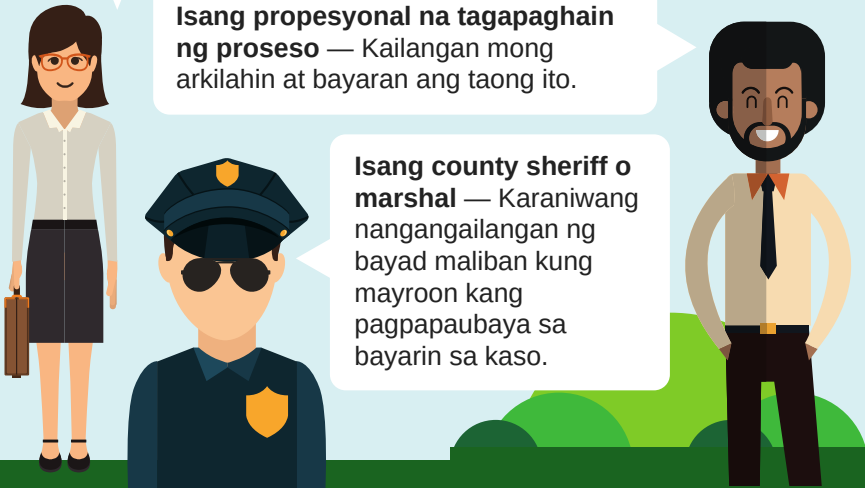 Isang propesyonal na tagapaghain
ng proseso — Kailangan mong
arkilahin at bayaran ang taong ito.
Isang county sheriff o
marshal — Karaniwang
nangangailangan ng
bayad maliban kung
mayroon kang
pagpapaubaya sa
bayarin sa kaso.